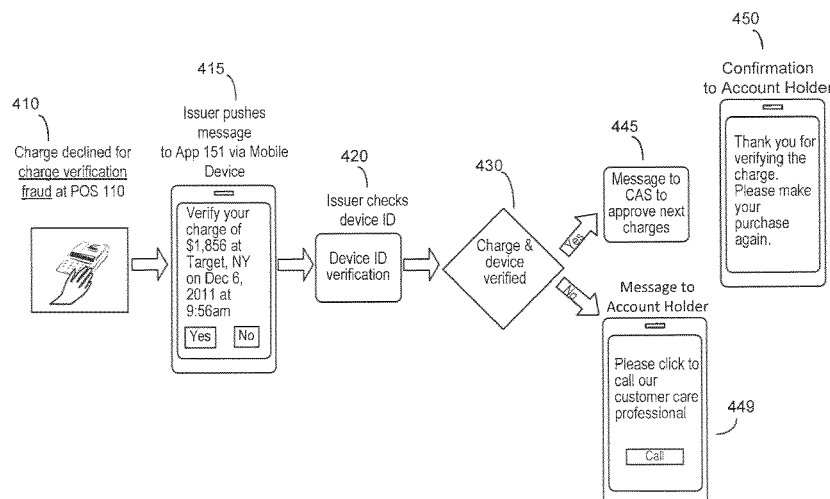 410
Charge declined for
charge verification
fraud at POS 110
415
Issuer pushes
message
to App 151 via Mobile
Device
Verify your
charge of
$1,856 at
Target, NY
on Dec 6,
2011 at
9:56am
Yes
No
420
Issuer checks
device ID
Device ID
verification
430
Charge &
device
verified
Yes
No
445
Message to
CAS to
approve next
charges
450
Confirmation
to Account Holder
Thank you for
verifying the
charge.
Please make
your
purchase
again.
Message to
Account Holder
Please click to
call our
customer care
professional
Call
449